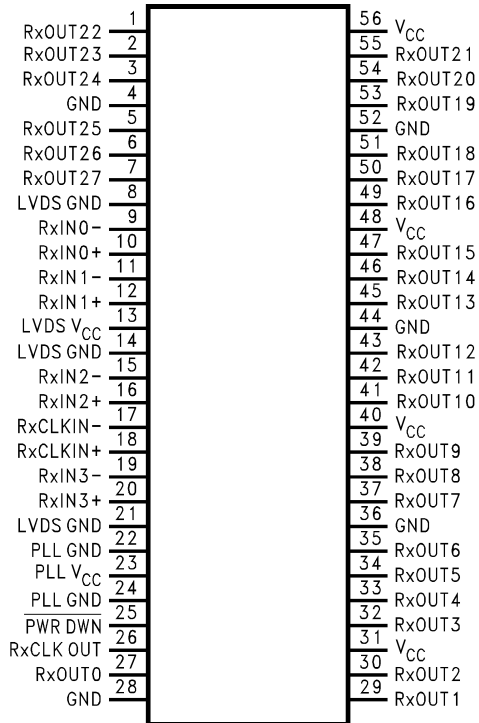 RxOUT22 1
RxOUT23 2
RxOUT24 3
GND 4
RxOUT25 5
RxOUT26 6
RxOUT27 7
LVDS GND 8
RxIN0- 9
RxIN0+ 10
RxIN1- 11
RxIN1+ 12
LVDS VCC 13
LVDS GND 14
RxIN2- 15
RxIN2+ 16
RxCLKIN- 17
RxCLKIN+ 18
RxIN3- 19
RxIN3+ 20
LVDS GND 21
PLL GND 22
PLL VCC 23
PLL GND 24
PWR DWN 25
RxCLK OUT 26
RxOUT0 27
GND 28
56 VCC
55 RxOUT21
54 RxOUT20
53 RxOUT19
52 GND
51 RxOUT18
50 RxOUT17
49 RxOUT16
48 VCC
47 RxOUT15
46 RxOUT14
45 RxOUT13
44 GND
43 RxOUT12
42 RxOUT11
41 RxOUT10
40 VCC
39 RxOUT9
38 RxOUT8
37 RxOUT7
36 GND
35 RxOUT6
34 RxOUT5
33 RxOUT4
32 RxOUT3
31 VCC
30 RxOUT2
29 RxOUT1